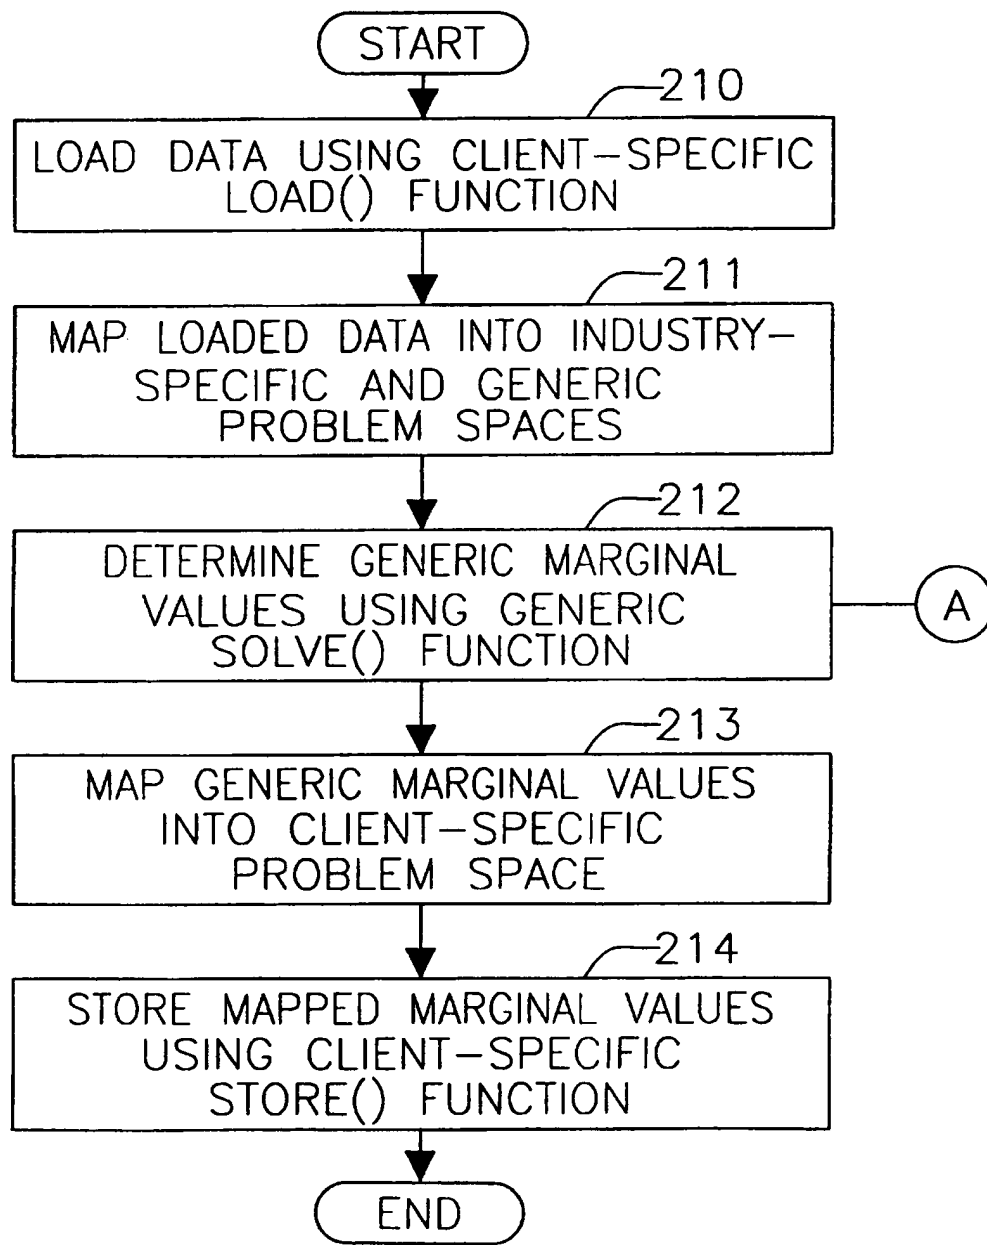 START
210
LOAD DATA USING CLIENT-SPECIFIC
LOAD() FUNCTION
211
MAP LOADED DATA INTO INDUSTRY-
SPECIFIC AND GENERIC
PROBLEM SPACES
212
DETERMINE GENERIC MARGINAL
VALUES USING GENERIC
SOLVE() FUNCTION
A
213
MAP GENERIC MARGINAL VALUES
INTO CLIENT-SPECIFIC
PROBLEM SPACE
214
STORE MAPPED MARGINAL VALUES
USING CLIENT-SPECIFIC
STORE() FUNCTION
END